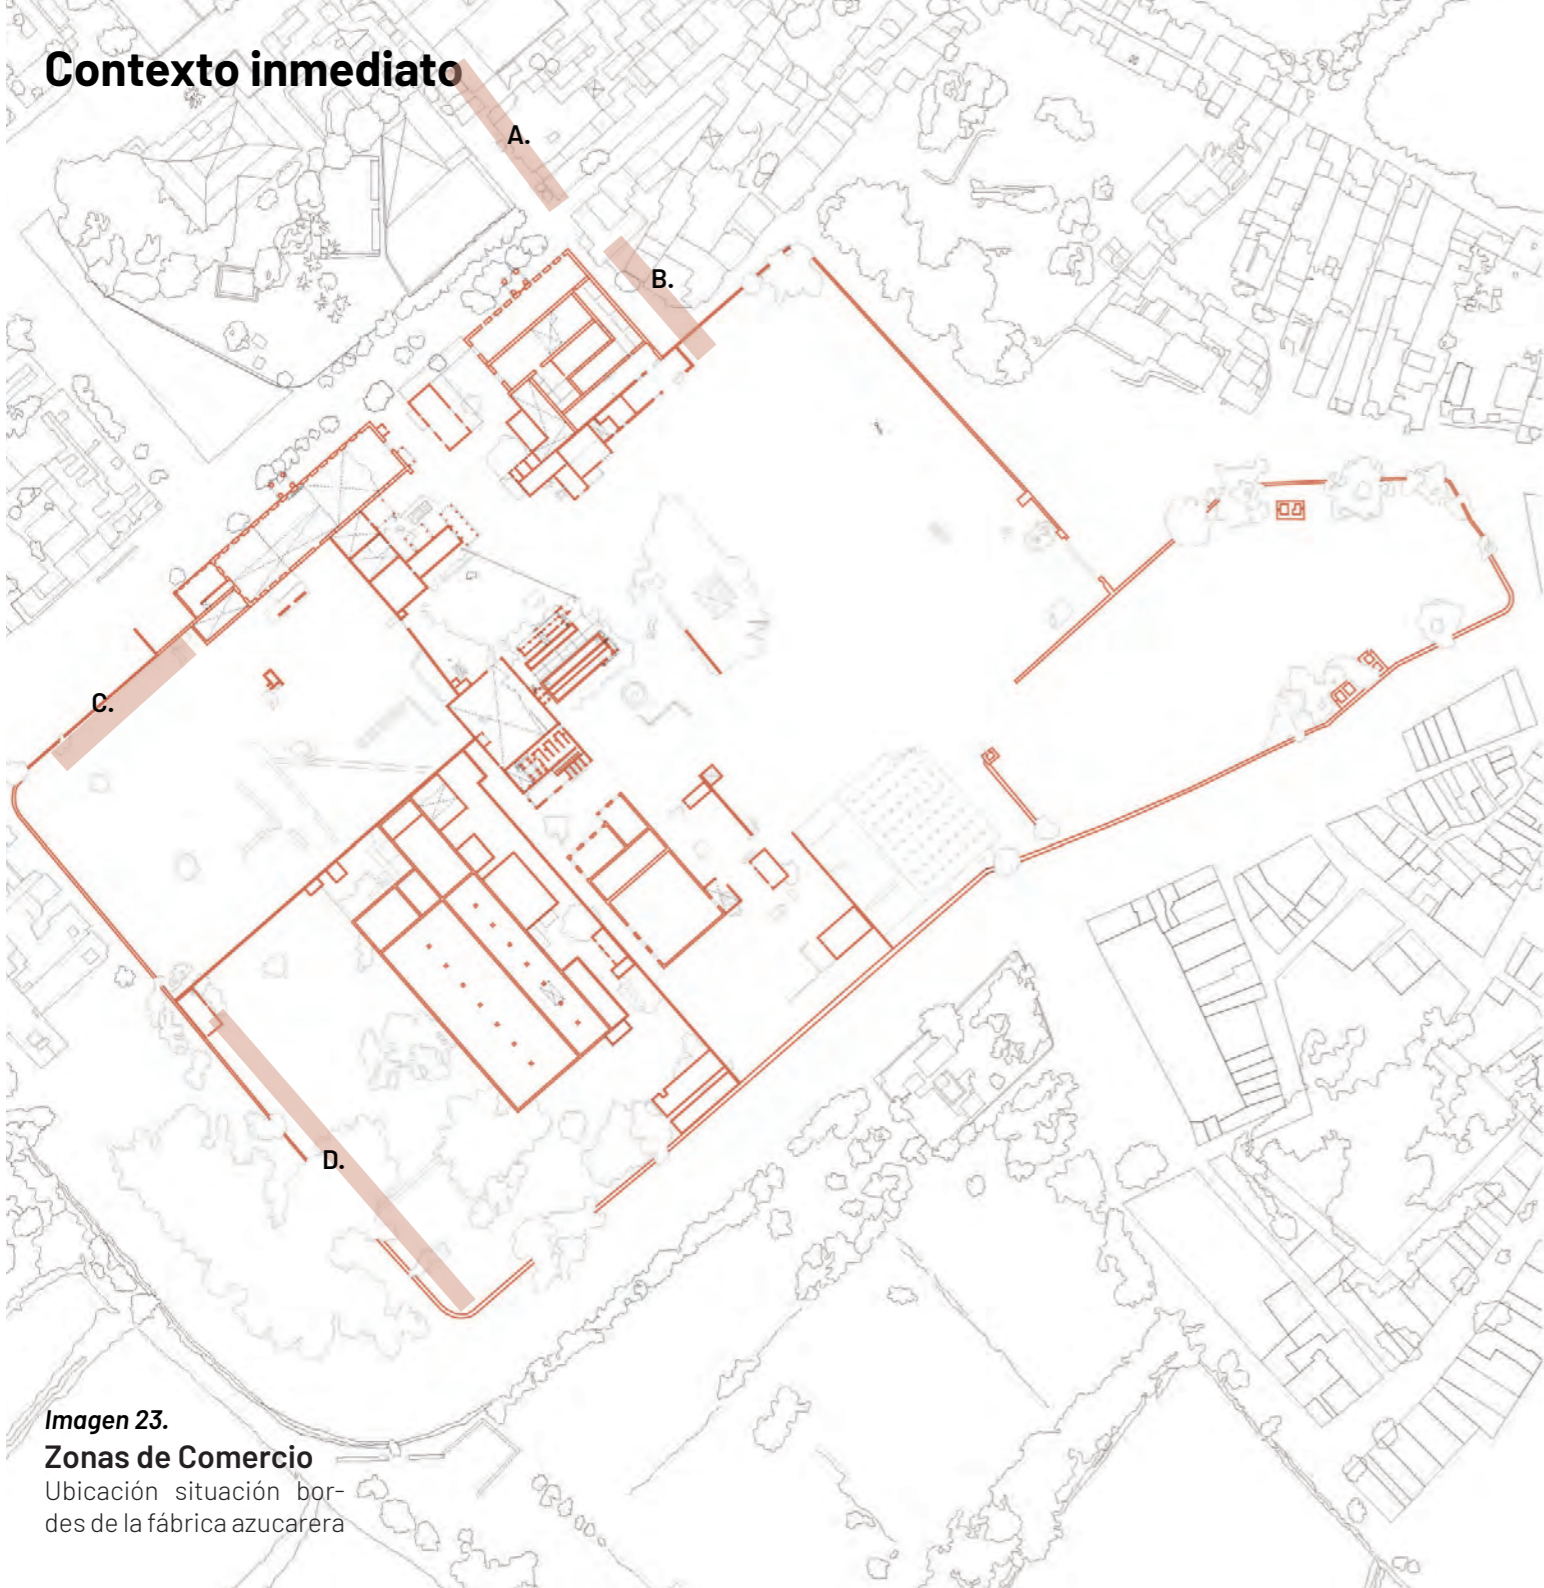 Contexto inmediato
A.
B.
C.
D.
Imagen 23.
Zonas de Comercio
Ubicación situación bor-
des de la fábrica azucarera